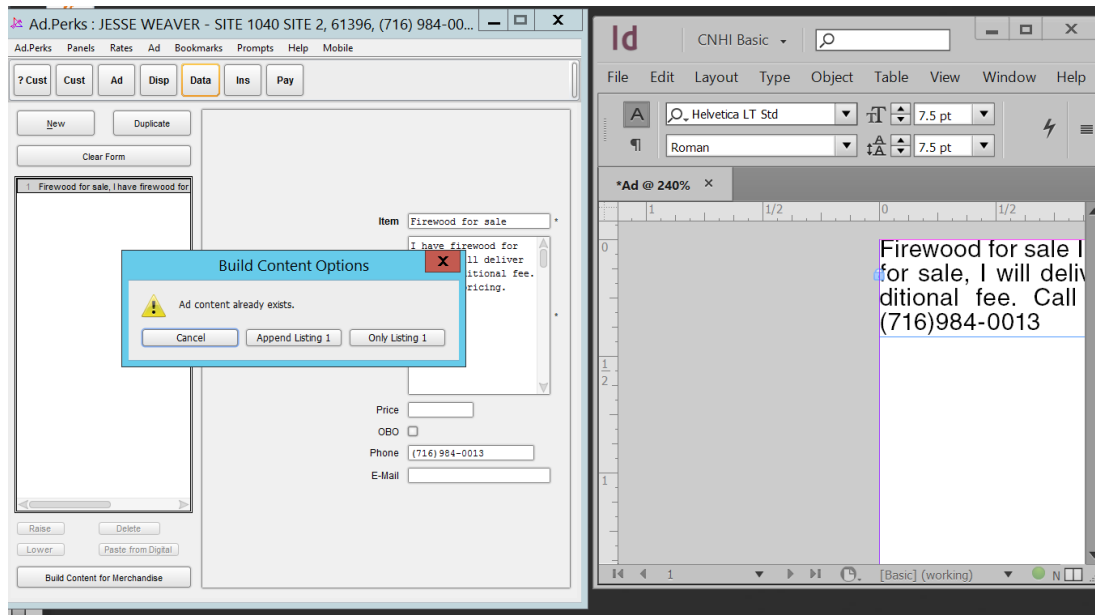 Ad.Perks : JESSE WEAVER - SITE 1040 SITE 2, 61396, (716) 984-00...
Ad.Perks Panels Rates Ad Bookmarks Prompts Help Mobile
? Cust Cust Ad Disp Data Ins Pay
New Duplicate
Clear Form
1 Firewood for sale, I have firewood for
Item Firewood for sale *
I have firewood for
ll deliver
itional fee.
ricing.
*
Build Content Options
X
Ad content already exists.
Cancel Append Listing 1 Only Listing 1
Price
OBO
Phone (716)984-0013
E-Mail
Raise Delete
Lower Paste from Digital
Build Content for Merchandise
Id CNHI Basic
File Edit Layout Type Object Table View Window Help
A Helvetica LT Std 7.5 pt
¶ Roman 7.5 pt
*Ad @ 240% ×
1 1/2 0 1/2
0
1
2
1
Firewood for sale I
for sale, I will deliv
ditional fee. Call
(716)984-0013
1 [Basic] (working) N